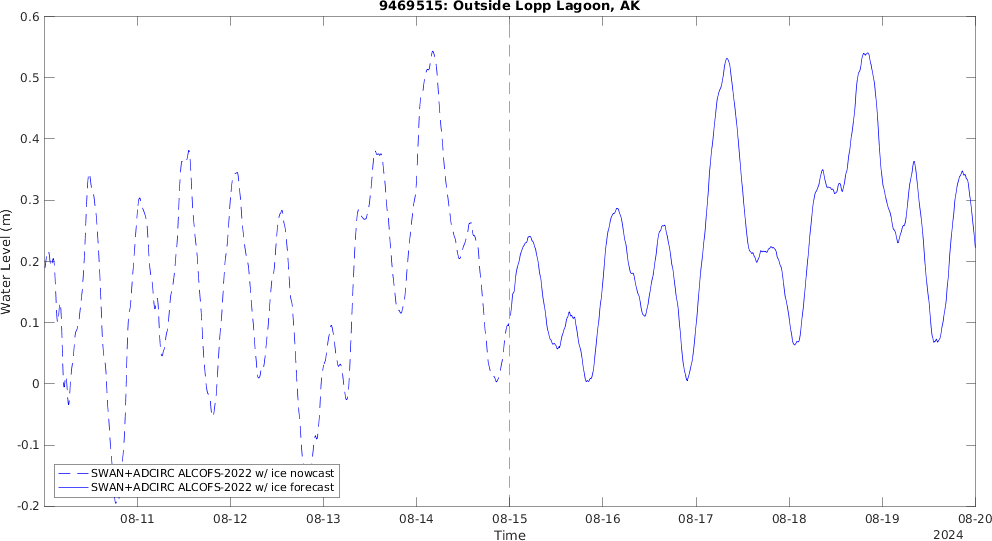 9469515: Outside Lopp Lagoon, AK
0.6
0.5
0.4
0.3
0.2
0.1
0
-0.1
-0.2
Water Level (m)
SWAN+ADCIRC ALCOFS-2022 w/ ice nowcast
SWAN+ADCIRC ALCOFS-2022 w/ ice forecast
08-11 08-12 08-13 08-14 08-15 08-16 08-17 08-18 08-19 08-20
Time
2024